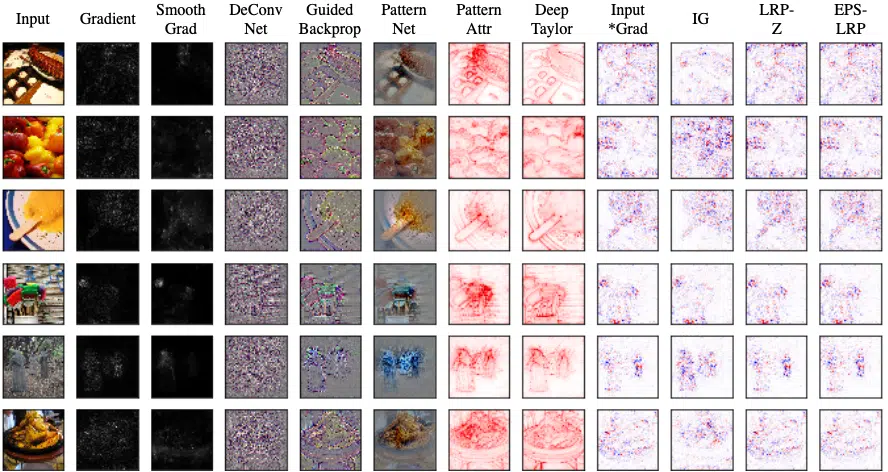 Input Gradient Smooth Grad DeConv Net Guided Backprop Pattern Net Pattern Attr Deep Taylor Input *Grad IG LRP- Z EPS- LRP